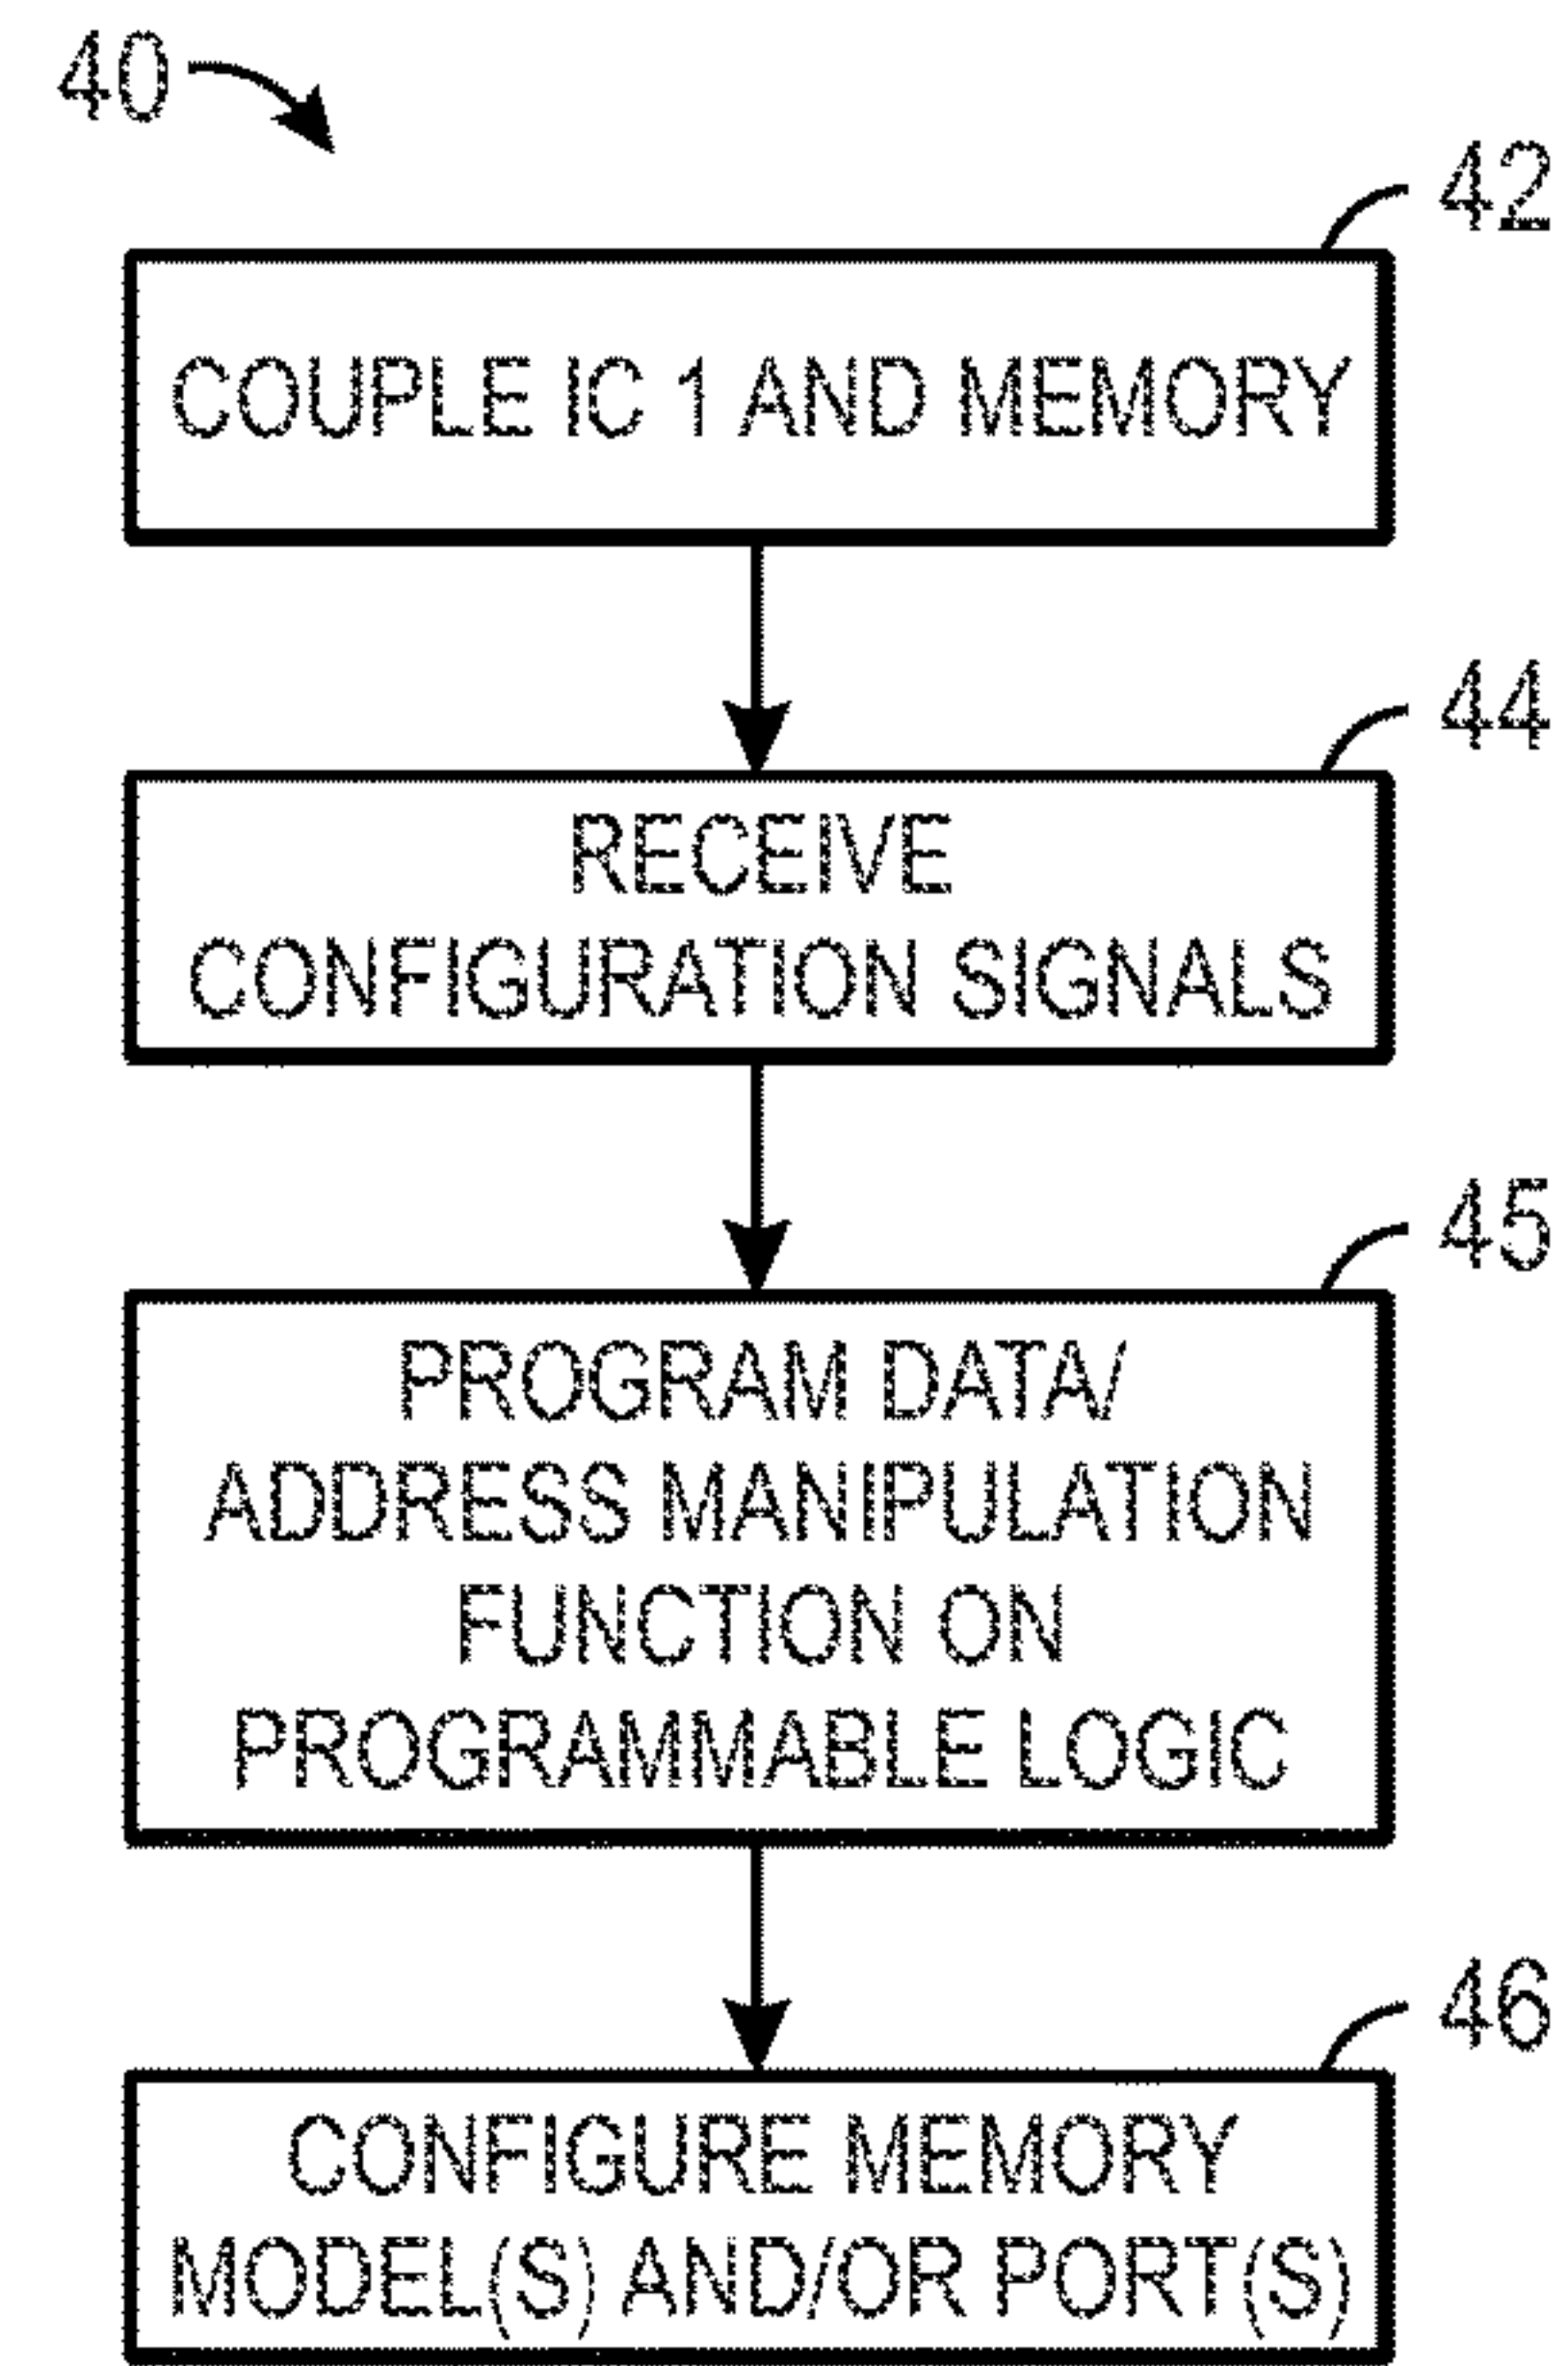 40
42
COUPLE IC 1 AND MEMORY
44
RECEIVE
CONFIGURATION SIGNALS
45
PROGRAM DATA/
ADDRESS MANIPULATION
FUNCTION ON
PROGRAMMABLE LOGIC
46
CONFIGURE MEMORY
MODEL(S) AND/OR PORT(S)